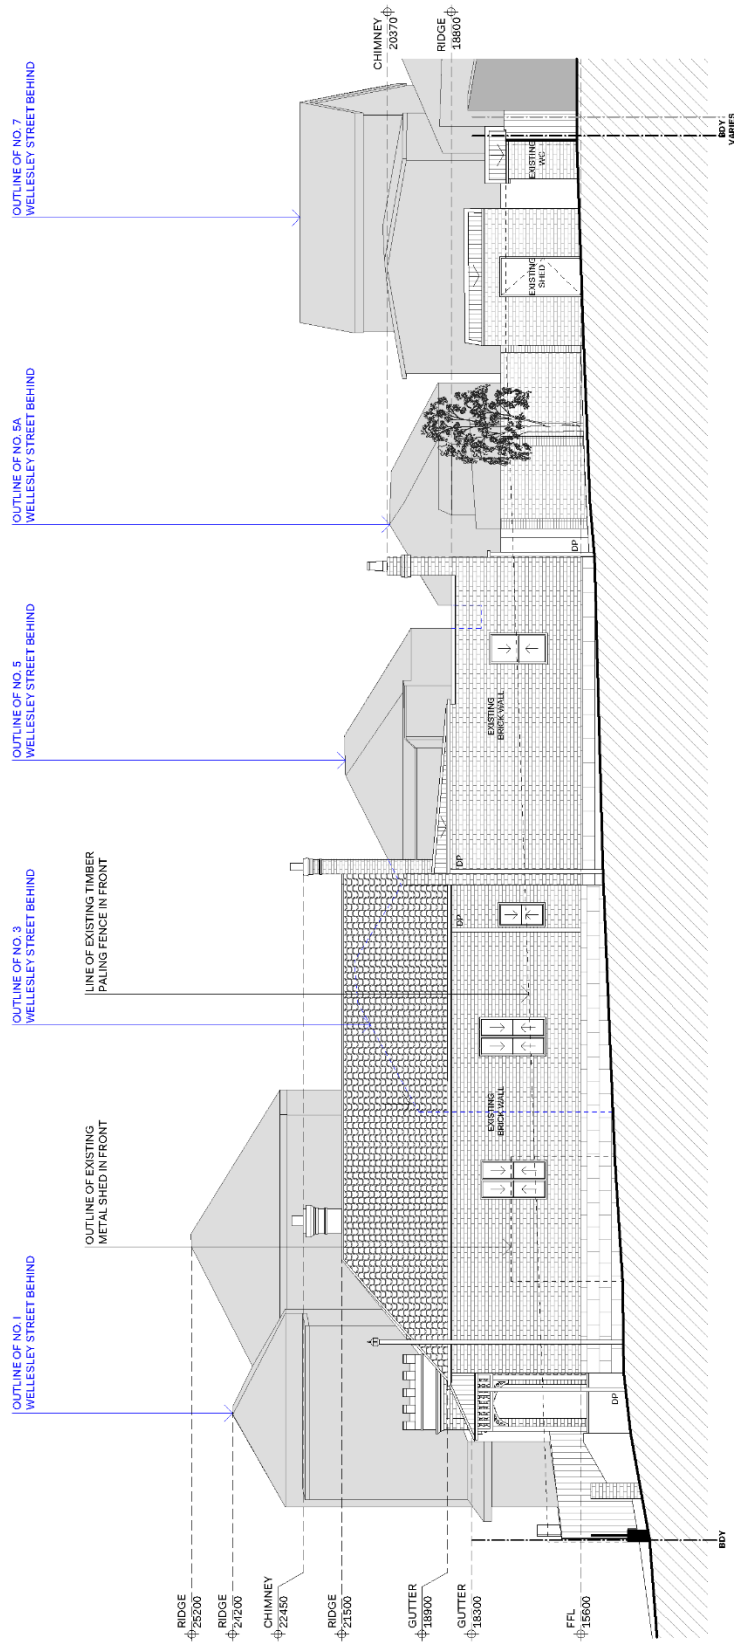 OUTLINE OF NO. 1
WELLESLEY STREET BEHIND
OUTLINE OF EXISTING
METAL SHED IN FRONT
OUTLINE OF NO. 3
WELLESLEY STREET BEHIND
LINE OF EXISTING TIMBER
PALING FENCE IN FRONT
OUTLINE OF NO. 5
WELLESLEY STREET BEHIND
OUTLINE OF NO. 5A
WELLESLEY STREET BEHIND
OUTLINE OF NO. 7
WELLESLEY STREET BEHIND
RIDGE
25200
RIDGE
24200
CHIMNEY
22450
RIDGE
21500
GUTTER
18900
GUTTER
18300
FFL
15600
CHIMNEY
20370
RIDGE
18800
EXISTING
BRICK WALL
EXISTING
BRICK WALL
EXISTING
SHED
EXISTING
WC
DP
DP
DP
DP
BDY
BDY
VARIES